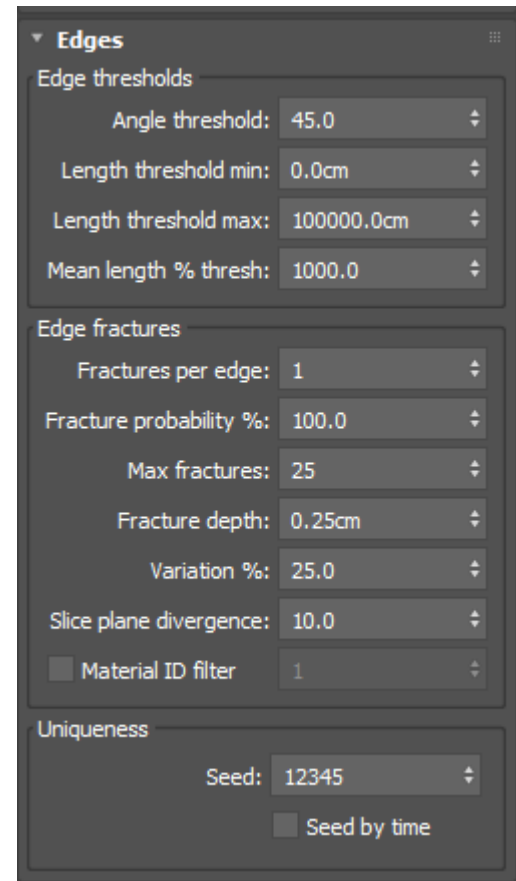 Edges
Edge thresholds
Angle threshold: 45.0
Length threshold min: 0.0cm
Length threshold max: 100000.0cm
Mean length % thresh: 1000.0
Edge fractures
Fractures per edge: 1
Fracture probability %: 100.0
Max fractures: 25
Fracture depth: 0.25cm
Variation %: 25.0
Slice plane divergence: 10.0
Material ID filter 1
Uniqueness
Seed: 12345
Seed by time